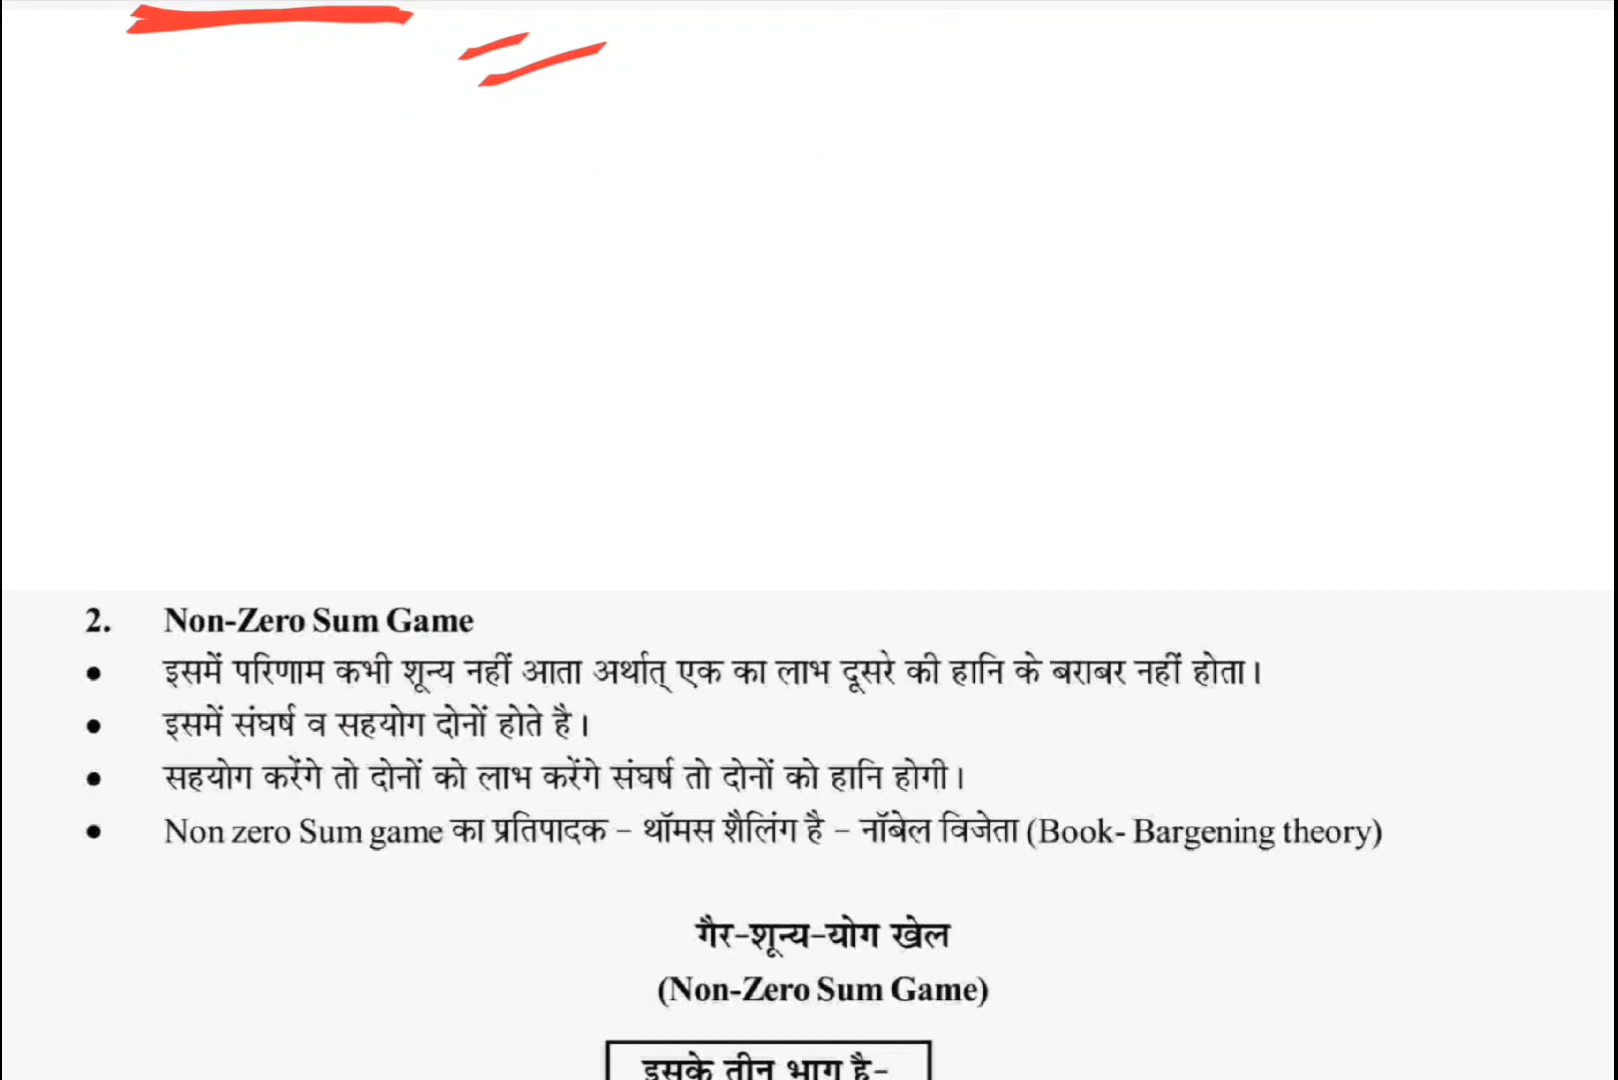 2. Non-Zero Sum Game
● इसमें परिणाम कभी शून्य नहीं आता अर्थात् एक का लाभ दूसरे की हानि के बराबर नहीं होता।
● इसमें संघर्ष व सहयोग दोनों होते है।
● सहयोग करेंगे तो दोनों को लाभ करेंगे संघर्ष तो दोनों को हानि होगी।
● Non zero Sum game का प्रतिपादक – थॉमस शैलिंग है – नॉबेल विजेता (Book- Bargening theory)
गैर-शून्य-योग खेल
(Non-Zero Sum Game)
इसके तीन भाग है-